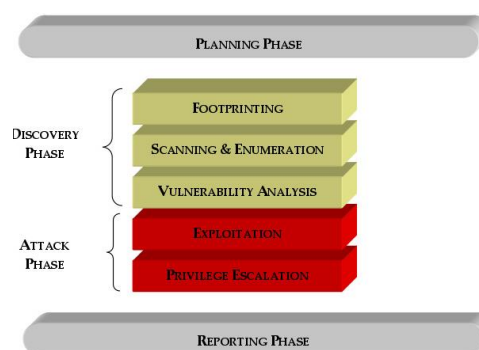 PLANNING PHASE
DISCOVERY
PHASE
FOOTPRINTING
SCANNING & ENUMERATION
VULNERABILITY ANALYSIS
ATTACK
PHASE
EXPLOITATION
PRIVILEGE ESCALATION
REPORTING PHASE